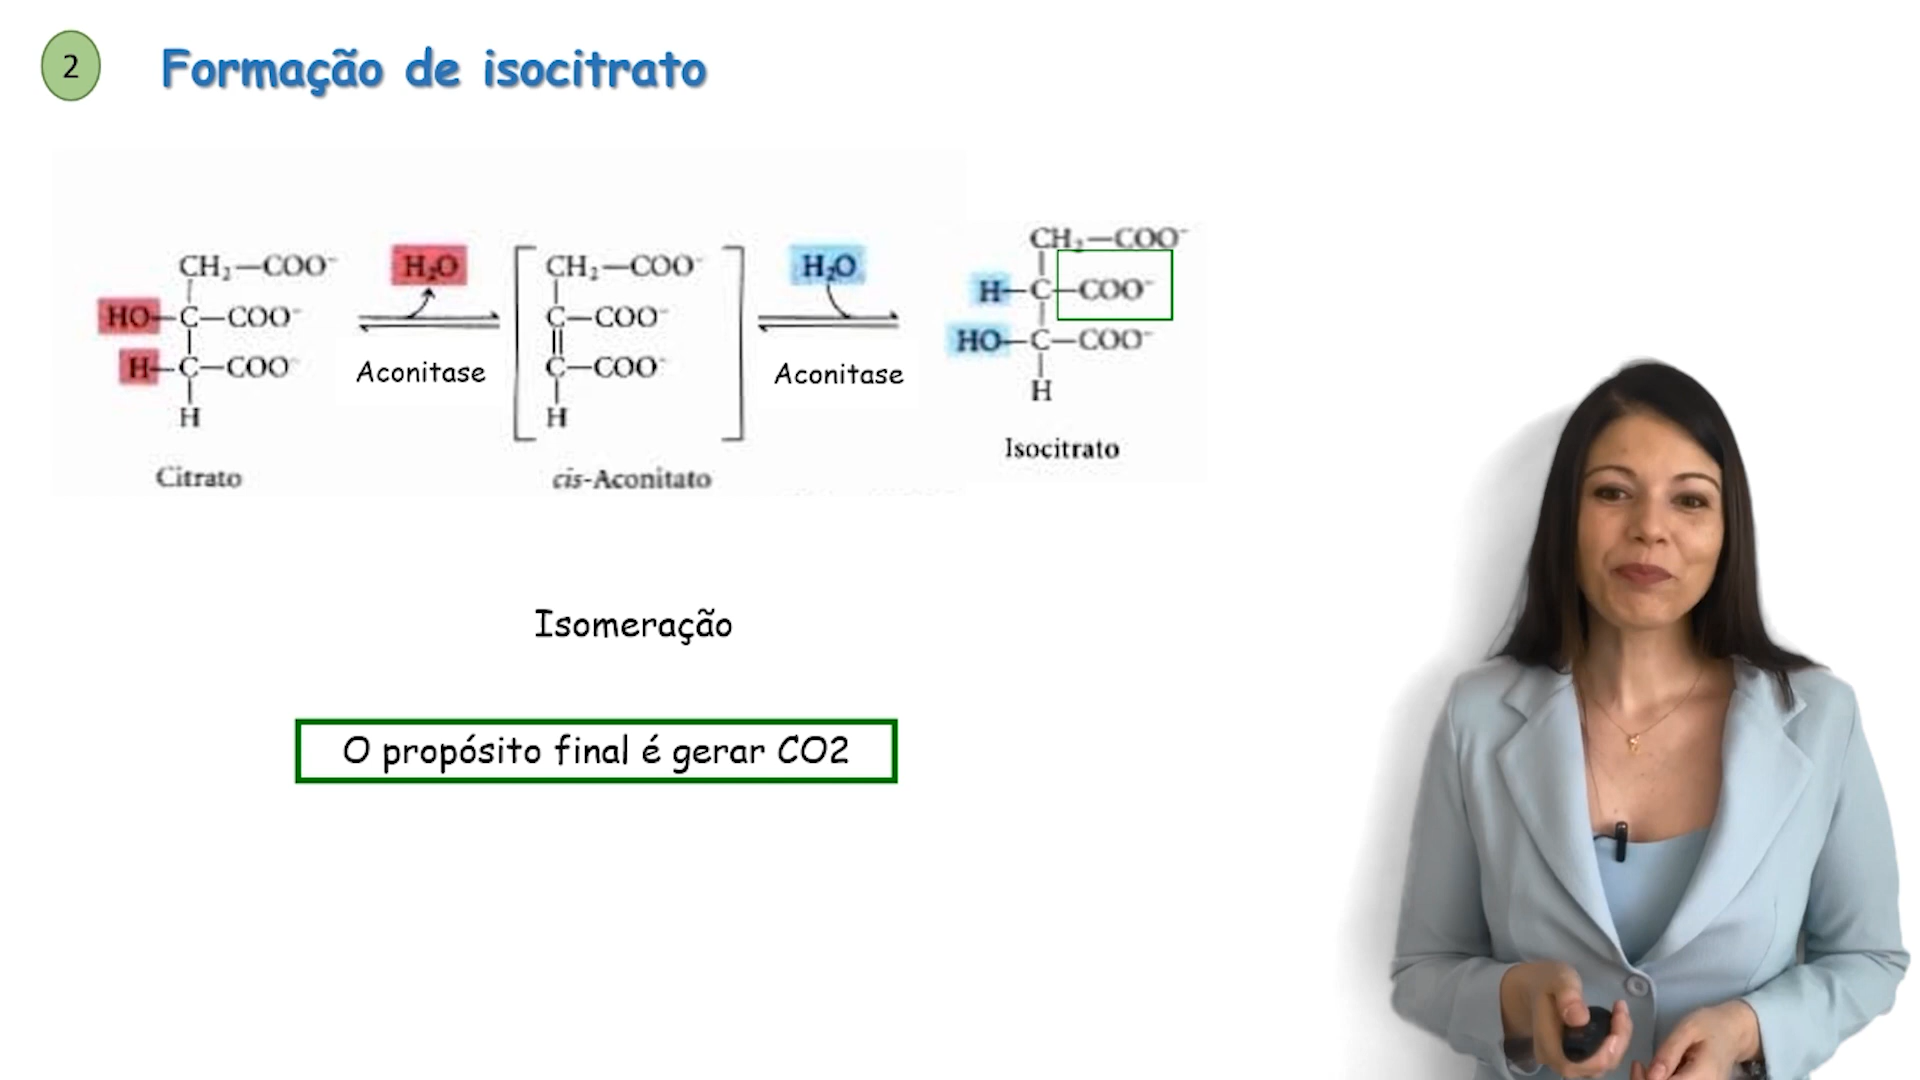 2 Formação de isocitrato
CH₂—COO⁻
HO—C—COO⁻
H—C—COO⁻
H
Citrato
H₂O
Aconitase
CH₂—COO⁻
C—COO⁻
C—COO⁻
H
cis-Aconitato
H₂O
Aconitase
CH₂—COO⁻
H—C—COO⁻
HO—C—COO⁻
H
Isocitrato
Isomeração
O propósito final é gerar CO2